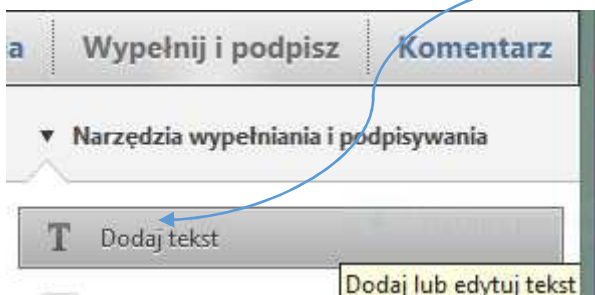 a Wypełnij i podpisz Komentarz
▼ Narzędzia wypełniania i podpisywania
T Dodaj tekst
Dodaj lub edytuj tekst